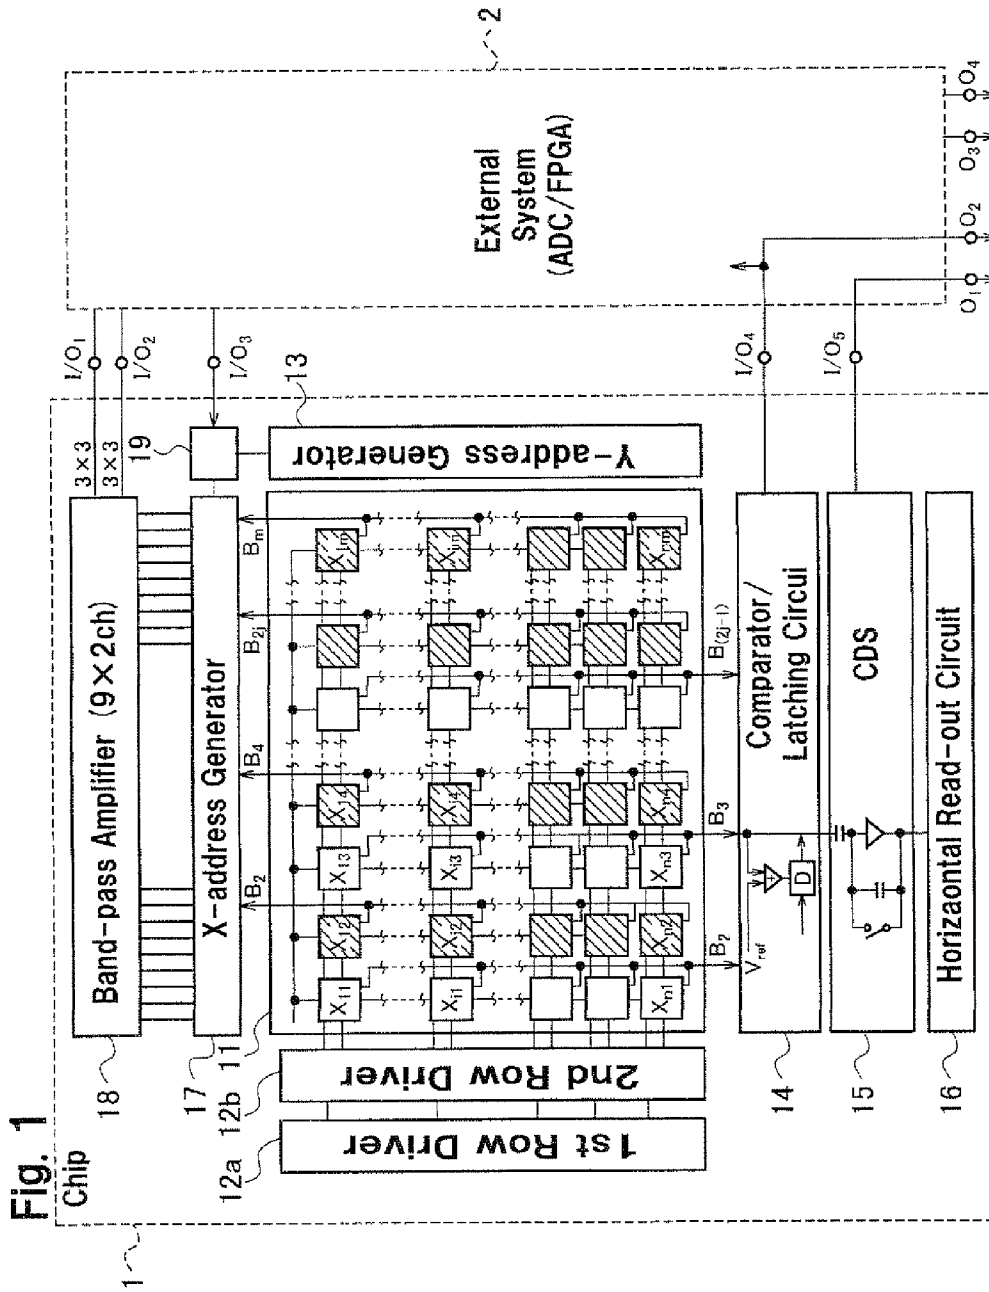 Fig. 1
Chip
1
2
External
System
(ADC/FPGA)
I/O1
I/O2
I/O3
I/O4
I/O5
O1
O2
O3
O4
3×3
3×3
18
Band-pass Amplifier (9×2ch)
17
X-address Generator
19
13
Y-address Generator
11
12b
2nd Row Driver
12a
1st Row Driver
B2
B4
B2j
Bm
X11
X12
X13
X14
X1m
Xi1
Xi2
Xi3
Xi4
Xim
Xn1
Xn2
Xn3
Xn4
Xnm
B2
B3
B(2j-1)
14
Comparator/
Latching Circui
Vref
+
D
15
CDS
16
Horizaontal Read-out Circuit